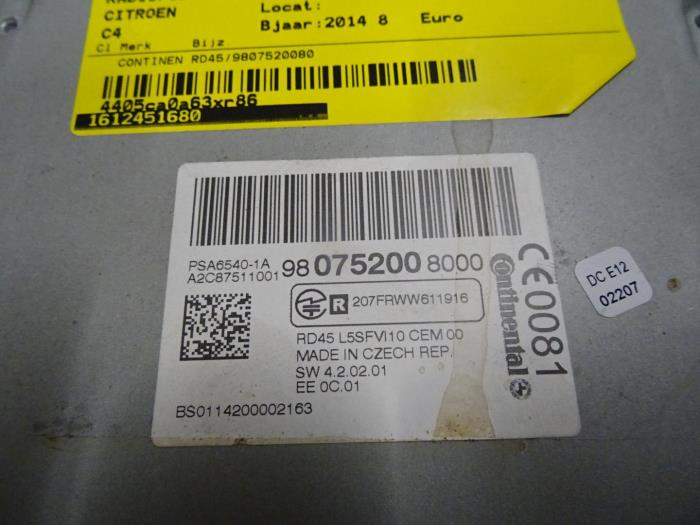 CITROEN
Locat:
C4
Bjaar:2014 8 Euro
Cl Merk Bijz
CONTINEN RD45/9807520080
4405ca0a63xr86
1612451680
PSA6540-1A
A2C87511001
98 075200 8000
R 207FRWW611916
RD45 L5SFVI10 CEM 00
MADE IN CZECH REP.
SW 4.2.02.01
EE 0C.01
BS0114200002163
Continental
CE0081
DC E12
02207